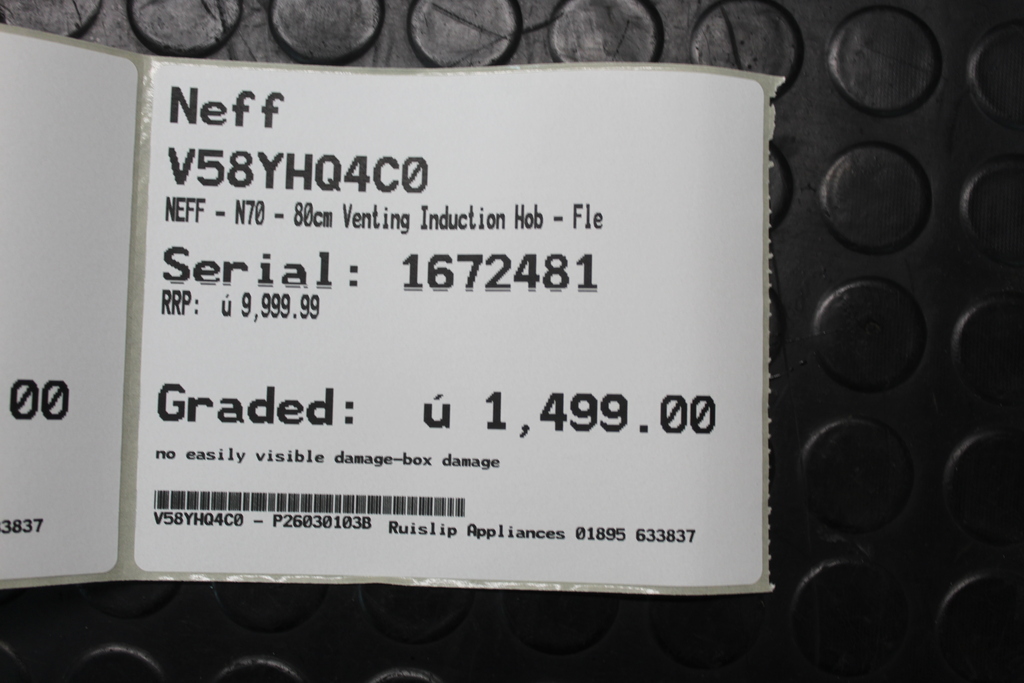 Neff
V58YHQ4C0
NEFF - N70 - 80cm Venting Induction Hob - Fle
Serial: 1672481
RRP: ú 9,999.99
00
Graded: ú 1,499.00
no easily visible damage-box damage
3837
V58YHQ4C0 - P26030103B Ruislip Appliances 01895 633837